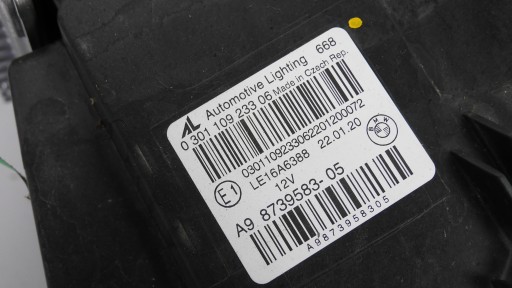 AL Automotive Lighting 668
0 301 109 233 06 Made in Czech Rep.
0301109233062201200072
LE16A6388 22.01.20
E1 12V BMW
A9 8739583-05
A9873958305